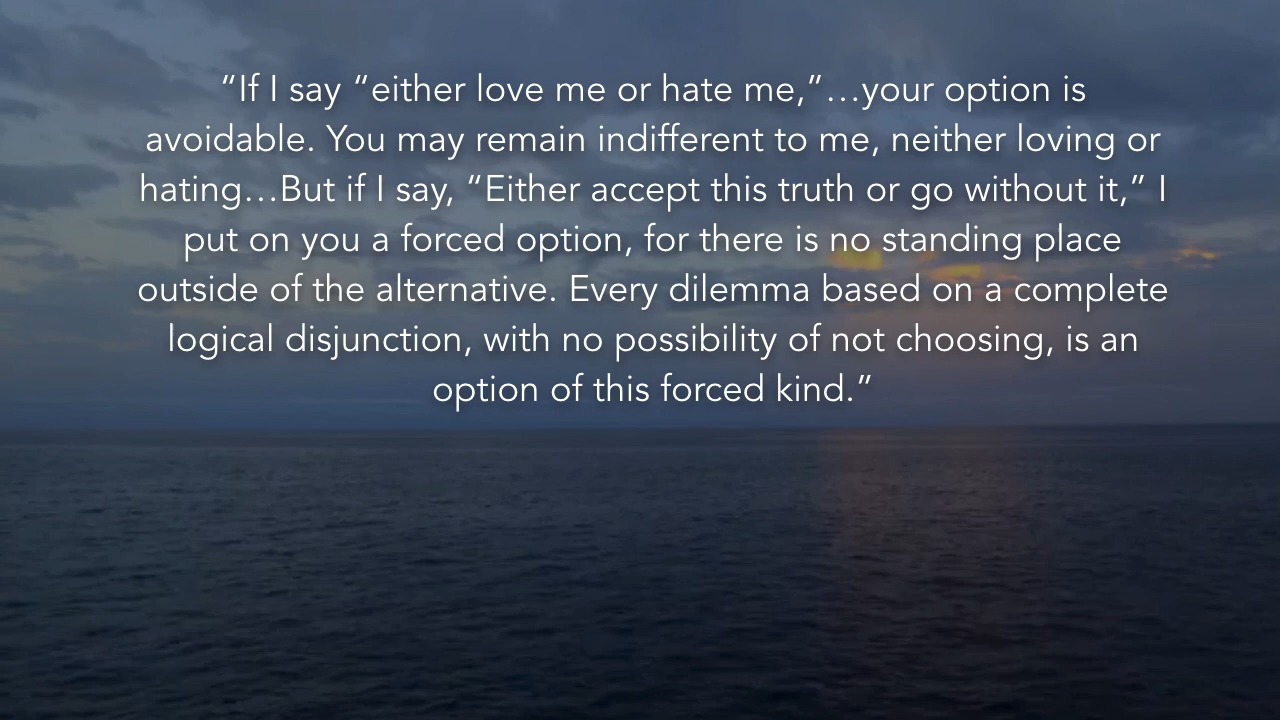 “If I say “either love me or hate me,”...your option is
avoidable. You may remain indifferent to me, neither loving or
hating...But if I say, “Either accept this truth or go without it,” I
put on you a forced option, for there is no standing place
outside of the alternative. Every dilemma based on a complete
logical disjunction, with no possibility of not choosing, is an
option of this forced kind.”